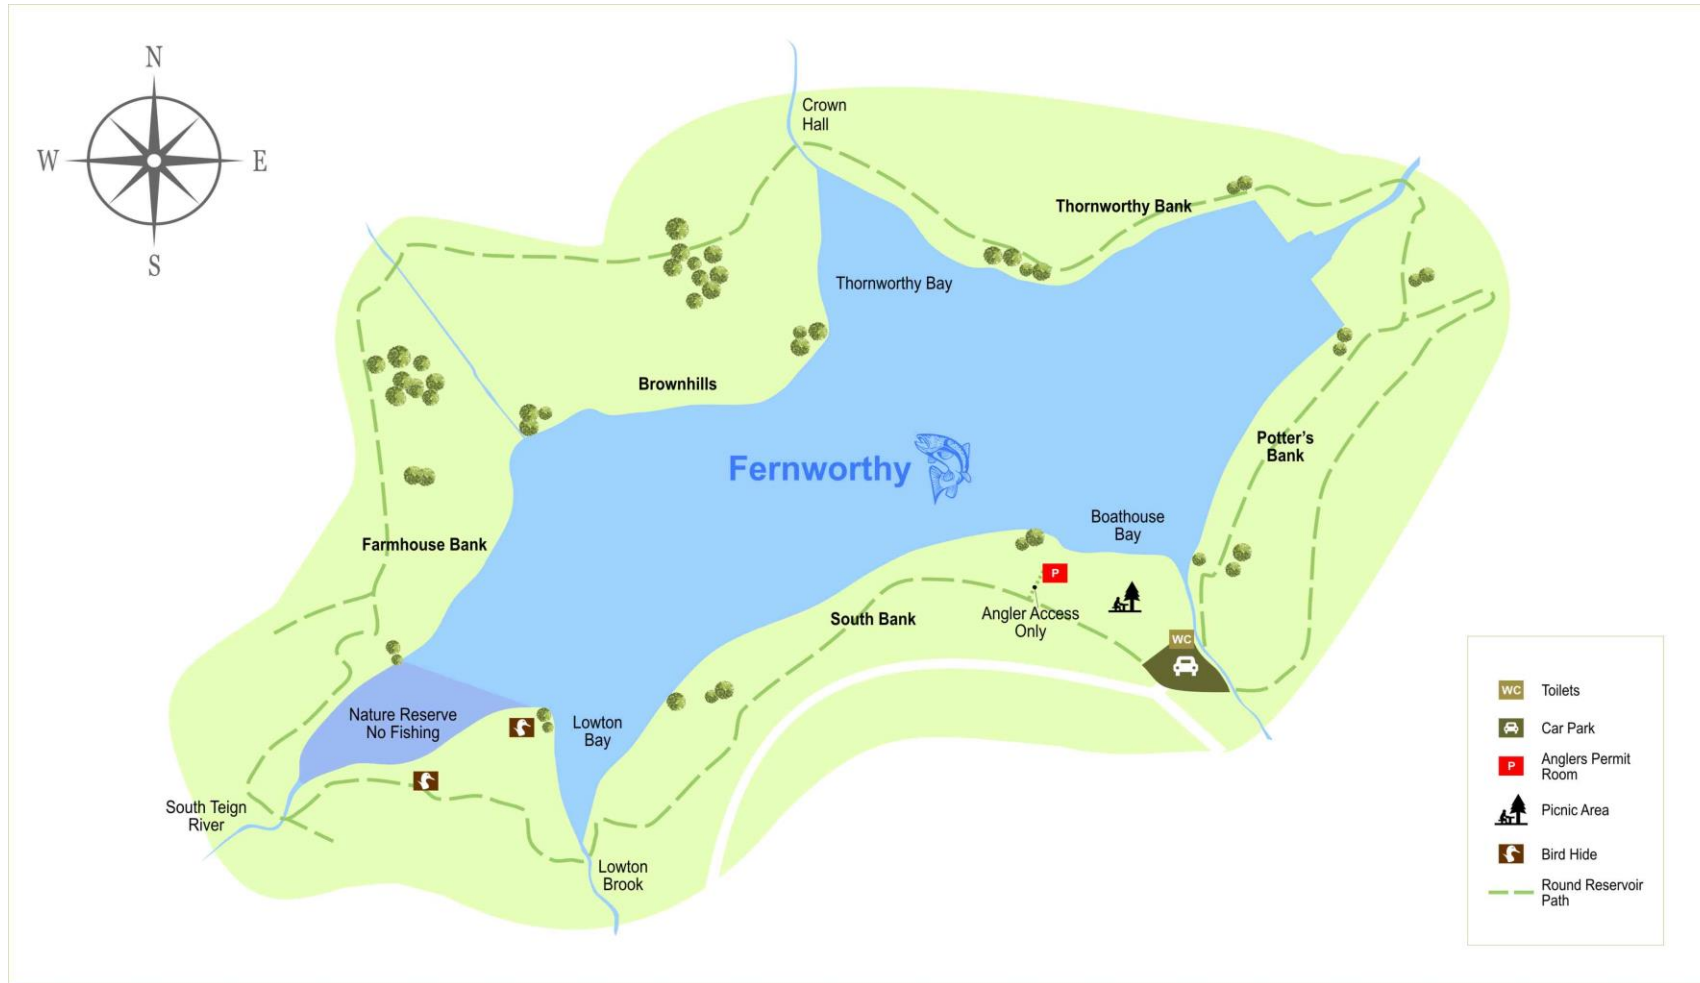 N
W
E
S
Crown
Hall
Thornworthy Bank
Thornworthy Bay
Brownhills
Fernworthy
Potter's
Bank
Boathouse
Bay
Farmhouse Bank
P
South Bank
Angler Access
Only
WC
Nature Reserve
No Fishing
Lowton
Bay
South Teign
River
Lowton
Brook
WC
Toilets
Car Park
P
Anglers Permit
Room
Picnic Area
Bird Hide
Round Reservoir
Path